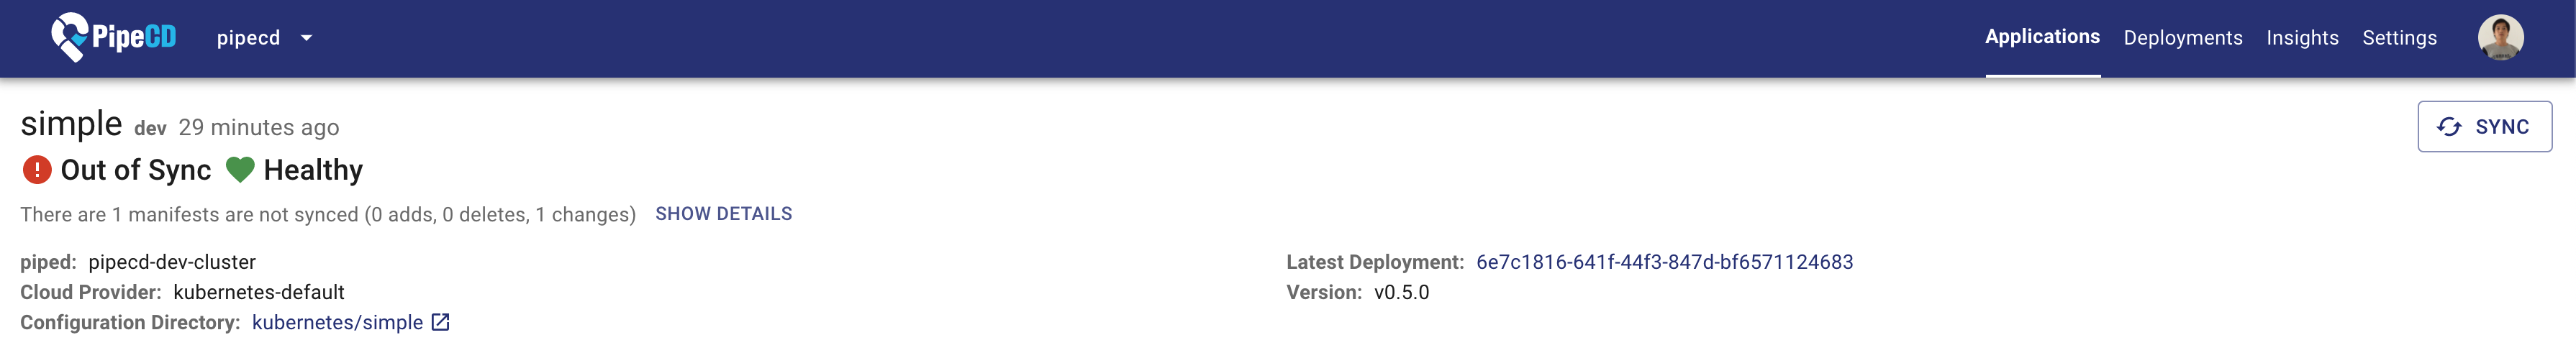 PipeCD pipecd Applications Deployments Insights Settings
simple dev 29 minutes ago SYNC
Out of Sync Healthy
There are 1 manifests are not synced (0 adds, 0 deletes, 1 changes) SHOW DETAILS
piped: pipecd-dev-cluster
Cloud Provider: kubernetes-default
Configuration Directory: kubernetes/simple
Latest Deployment: 6e7c1816-641f-44f3-847d-bf6571124683
Version: v0.5.0